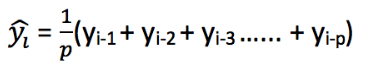 ŷᵢ = 1/p (yᵢ₋₁ + yᵢ₋₂ + yᵢ₋₃ ...... + yᵢ₋ₚ)